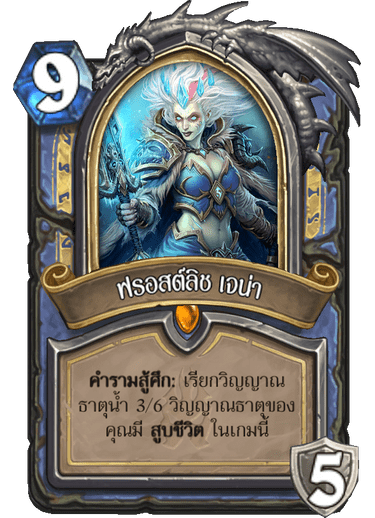 9
ฟรอสต์ลิช เจน่า
คำรามสู้ศึก: เรียกวิญญาณ
ธาตุน้ำ 3/6 วิญญาณธาตุของ
คุณมี สูบชีวิต ในเกมนี้
5